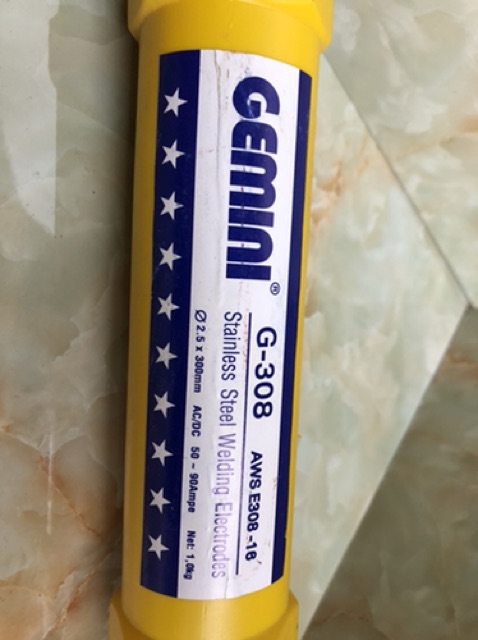 GEMINI®
G-308 AWS E308-16
Stainless Steel Welding Electrodes
Ø 2.5 x 300mm AC/DC 50 - 90Ampe Net: 1,0kg